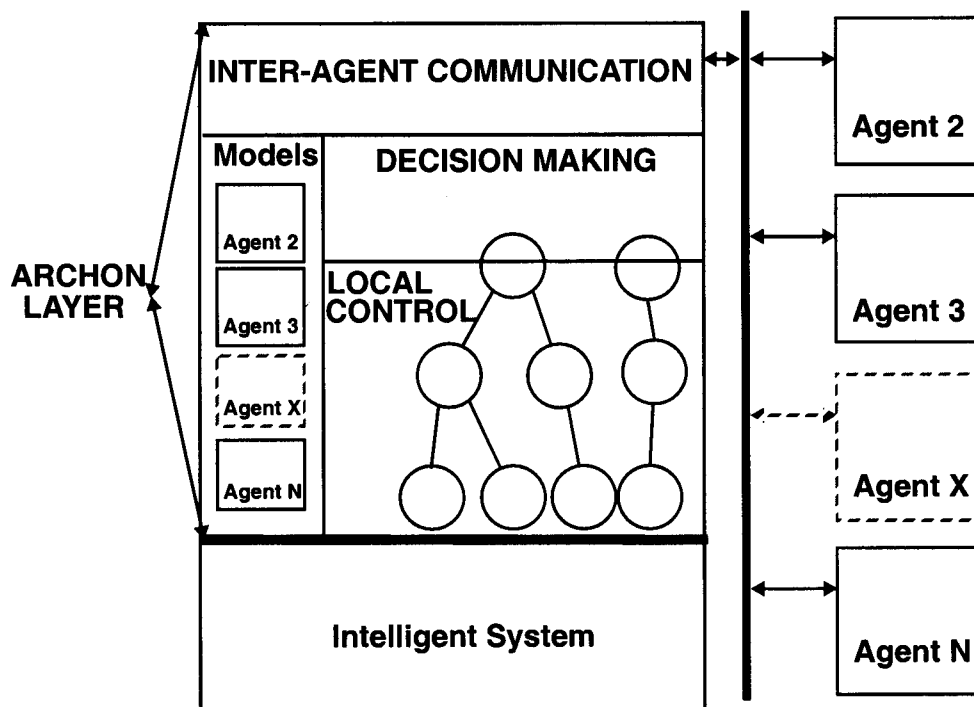 INTER-AGENT COMMUNICATION
Models
DECISION MAKING
Agent 2
Agent 3
Agent X
Agent N
LOCAL
CONTROL
ARCHON
LAYER
Intelligent System
Agent 2
Agent 3
Agent X
Agent N